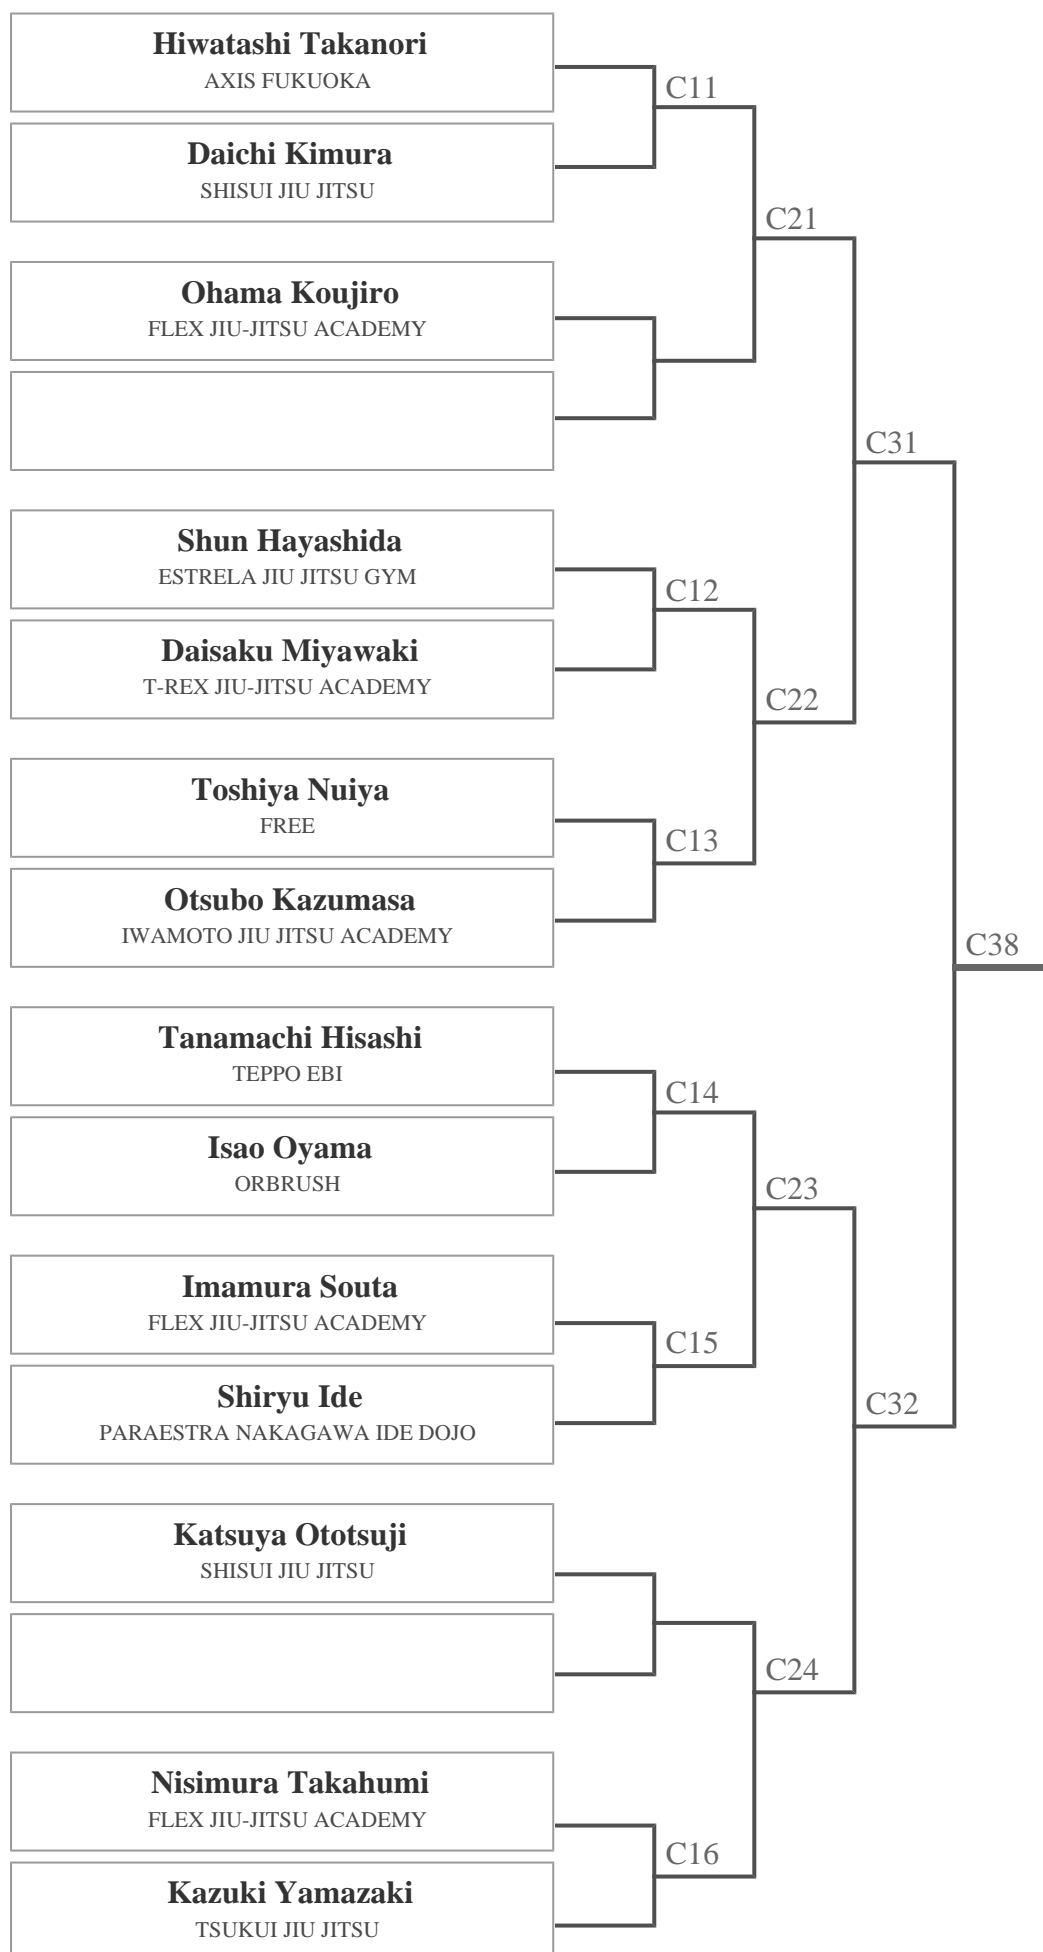 Hiwatashi Takanori
AXIS FUKUOKA
C11
Daichi Kimura
SHISUI JIU JITSU
C21
Ohama Koujiro
FLEX JIU-JITSU ACADEMY
C31
Shun Hayashida
ESTRELA JIU JITSU GYM
C12
Daisaku Miyawaki
T-REX JIU-JITSU ACADEMY
C22
Toshiya Nuiya
FREE
C13
Otsubo Kazumasa
IWAMOTO JIU JITSU ACADEMY
C38
Tanamachi Hisashi
TEPPO EBI
C14
Isao Oyama
ORBRUSH
C23
Imamura Souta
FLEX JIU-JITSU ACADEMY
C15
Shiryu Ide
PARAESTRA NAKAGAWA IDE DOJO
C32
Katsuya Ototsuji
SHISUI JIU JITSU
C24
Nisimura Takahumi
FLEX JIU-JITSU ACADEMY
C16
Kazuki Yamazaki
TSUKUI JIU JITSU